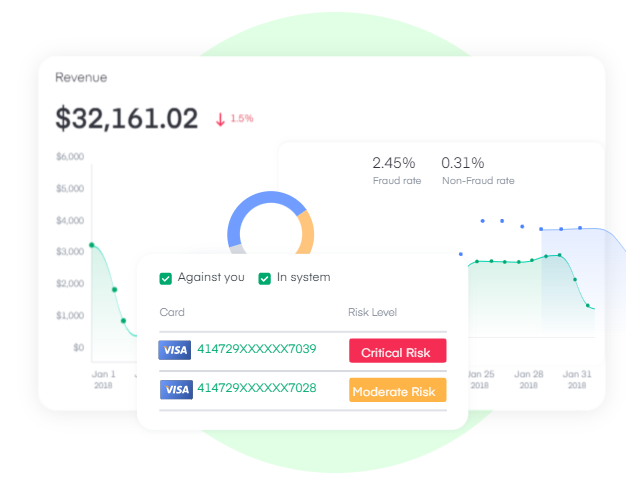 Revenue
$32,161.02 1.5%
2.45% 0.31%
Fraud rate Non-Fraud rate
$6,000
$5,000
$4,000
$3,000
$2,000
$1,000
$0
Jan 1
2018
Against you In system
Card Risk Level
VISA 414729XXXXXX7039 Critical Risk
VISA 414729XXXXXX7028 Moderate Risk
Jan 25 Jan 28 Jan 31
2018 2018 2018